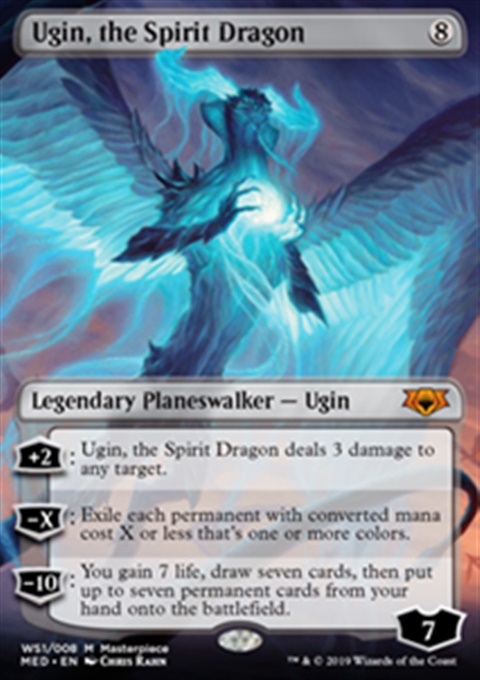 Ugin, the Spirit Dragon 8
Legendary Planeswalker — Ugin
+2: Ugin, the Spirit Dragon deals 3 damage to
any target.
-X: Exile each permanent with converted mana
cost X or less that's one or more colors.
-10: You gain 7 life, draw seven cards, then put
up to seven permanent cards from your
hand onto the battlefield.
7
WS1/008 M Masterpiece
MED • EN Chris Rahn
™ & © 2019 Wizards of the Coast